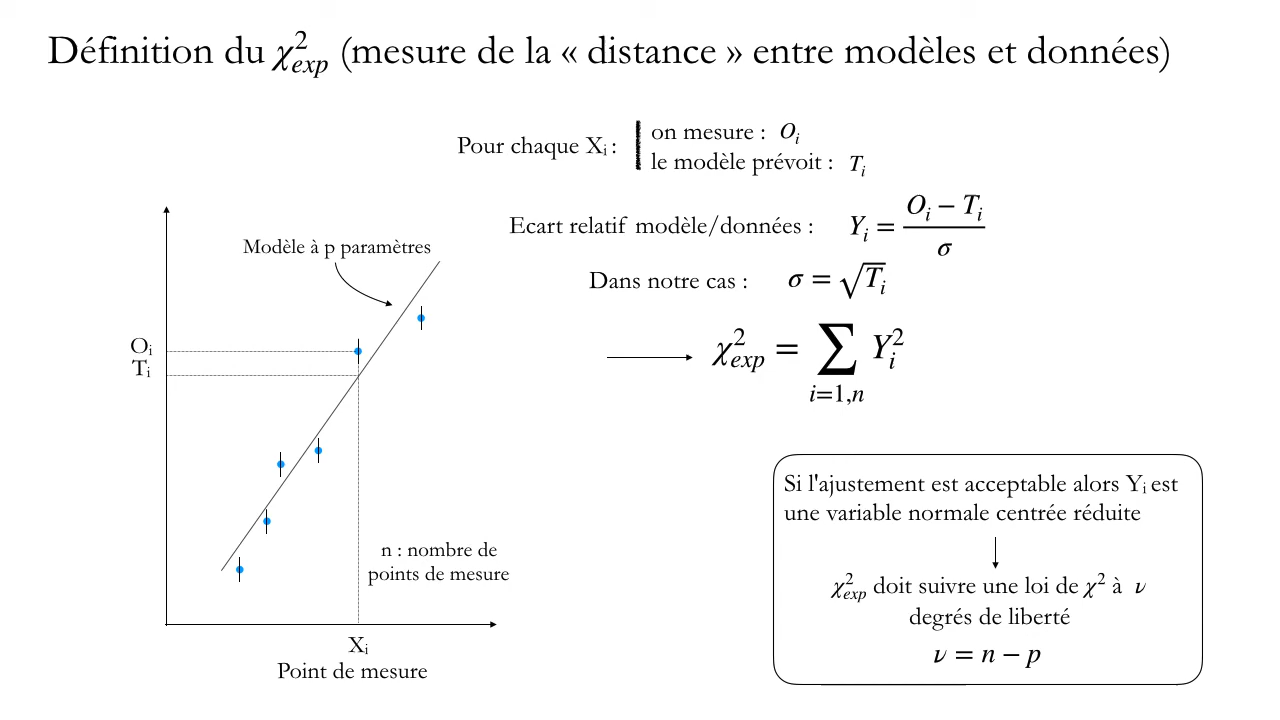 Définition du χ²exp (mesure de la « distance » entre modèles et données)
Pour chaque Xi :
on mesure : Oi
le modèle prévoit : Ti
Ecart relatif modèle/données : Yi = (Oi − Ti) / σ
Dans notre cas : σ = √Ti
χ²exp = ∑ i=1,n Yi²
Modèle à p paramètres
Oi
Ti
n : nombre de
points de mesure
Xi
Point de mesure
Si l'ajustement est acceptable alors Yi est
une variable normale centrée réduite
χ²exp doit suivre une loi de χ² à ν
degrés de liberté
ν = n − p